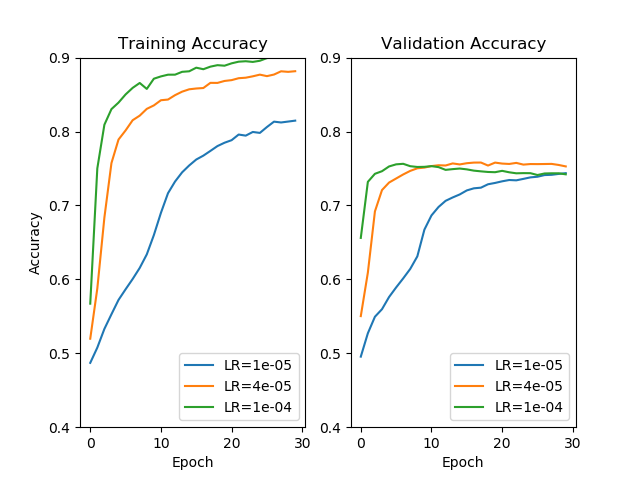 Training Accuracy
Accuracy
0.9
0.8
0.7
0.6
0.5
0.4
0
10
20
30
Epoch
LR=1e-05
LR=4e-05
LR=1e-04
Validation Accuracy
0.9
0.8
0.7
0.6
0.5
0.4
0
10
20
30
Epoch
LR=1e-05
LR=4e-05
LR=1e-04